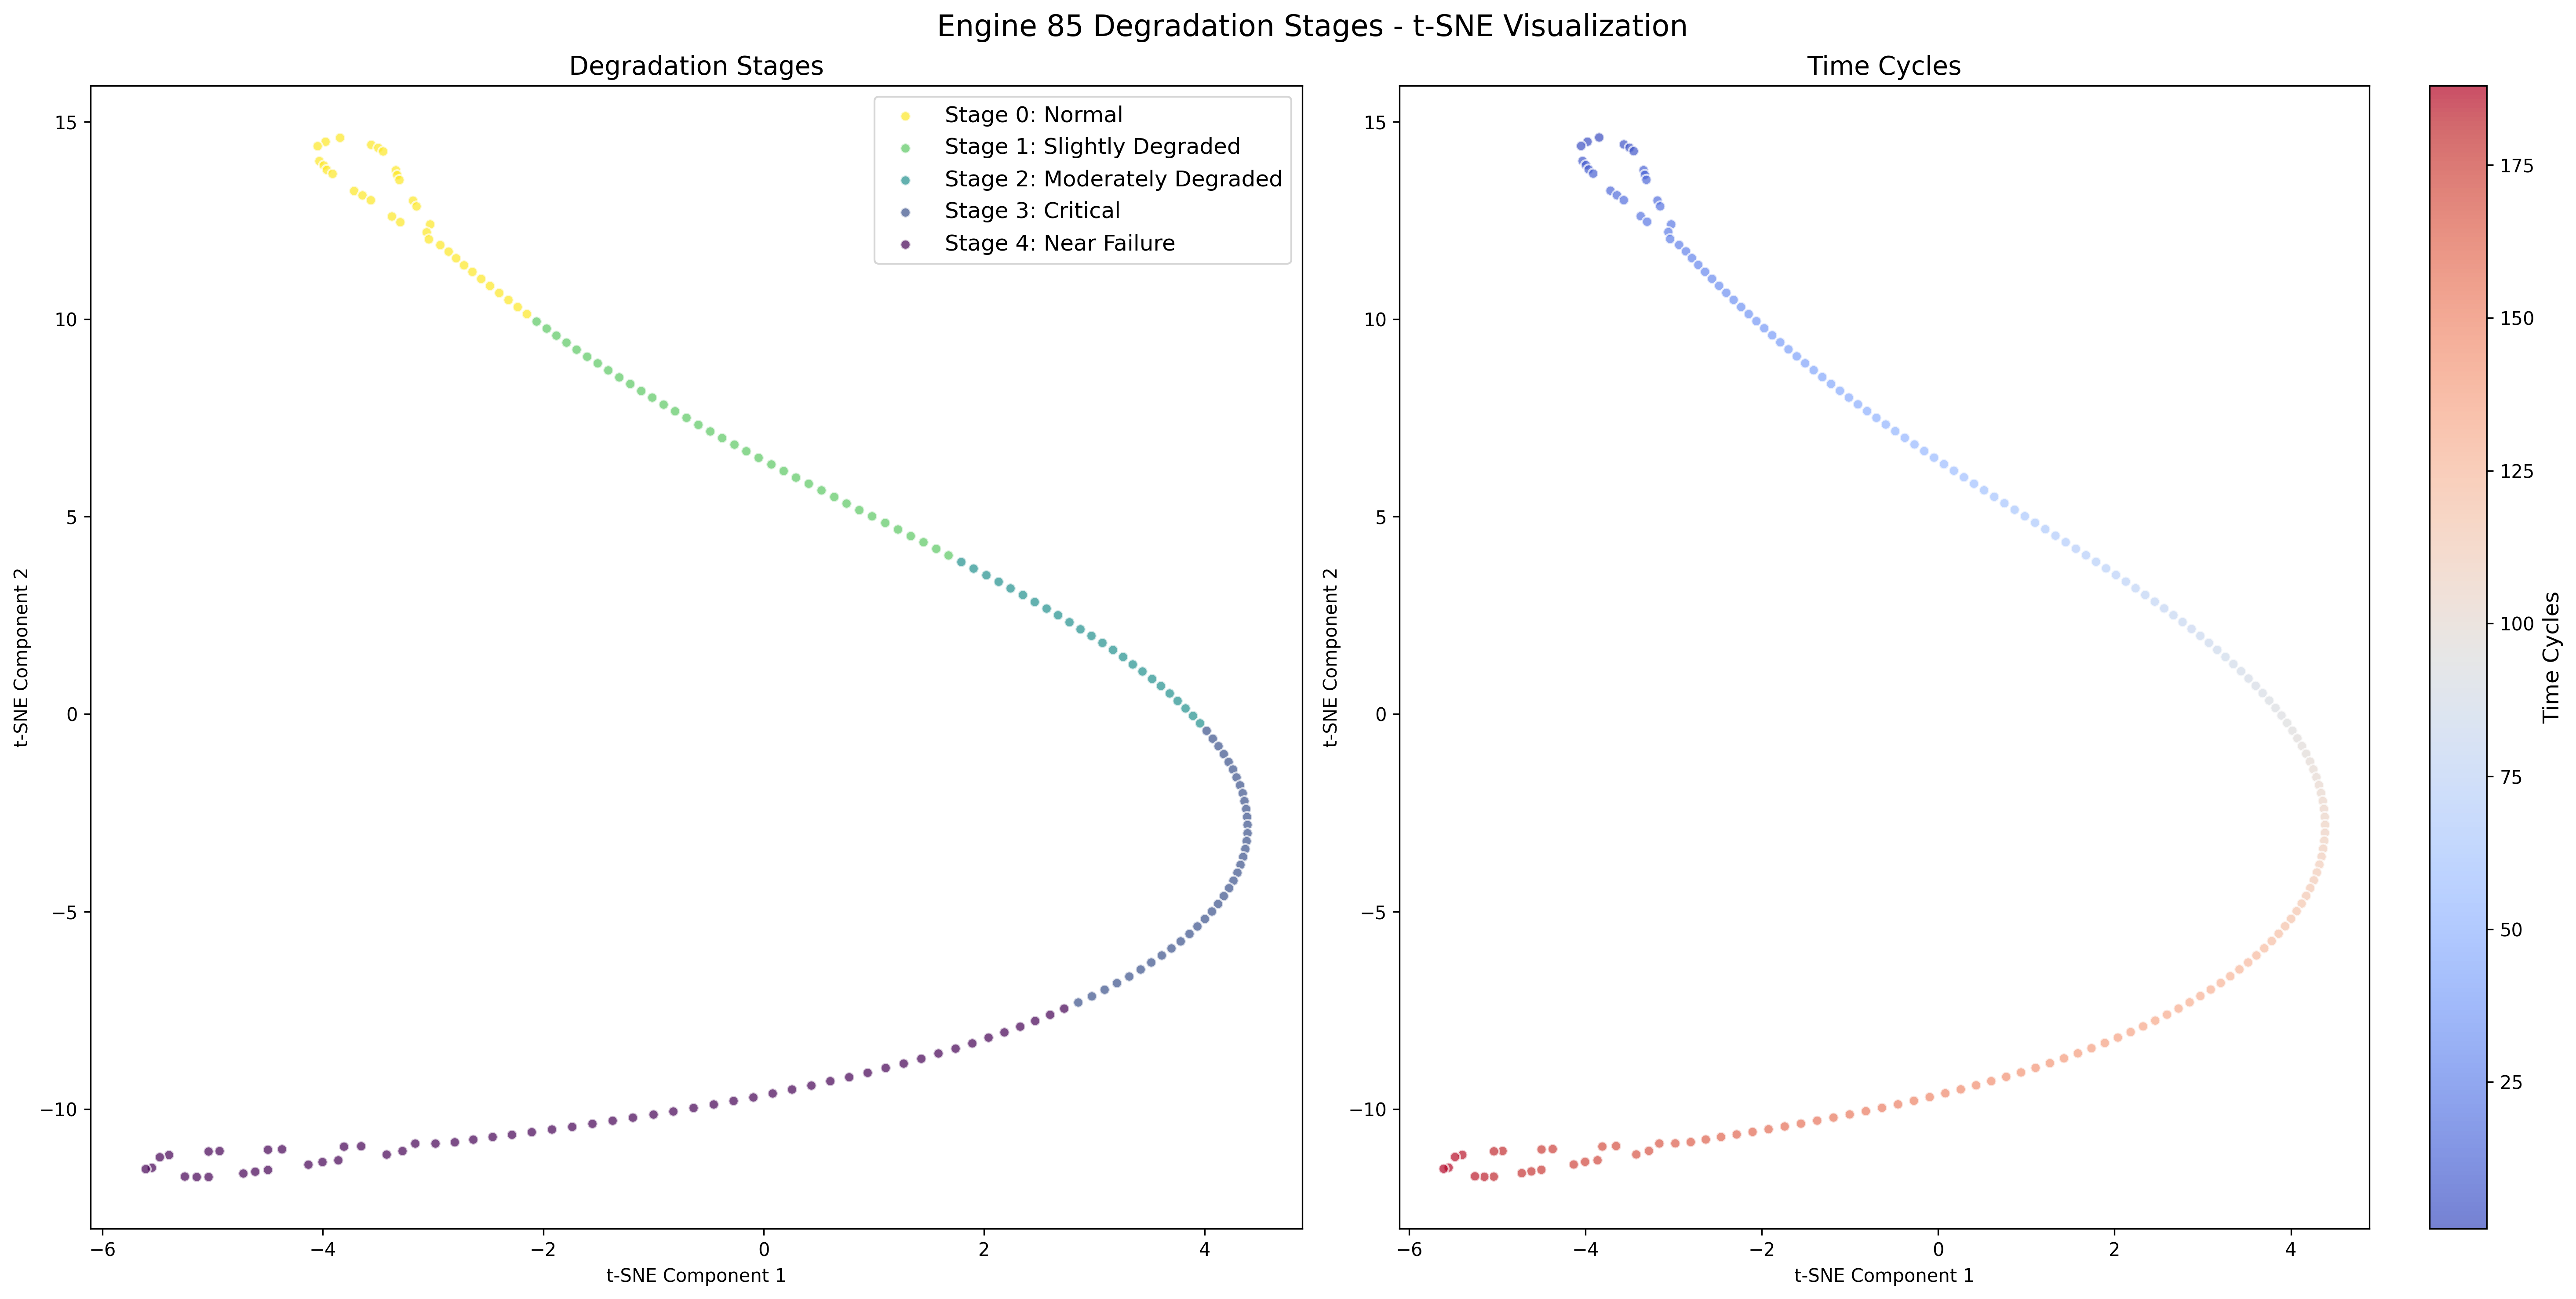 Engine 85 Degradation Stages - t-SNE Visualization
Degradation Stages
Stage 0: Normal
Stage 1: Slightly Degraded
Stage 2: Moderately Degraded
Stage 3: Critical
Stage 4: Near Failure
15
10
5
0
−5
−10
t-SNE Component 2
−6 −4 −2 0 2 4
t-SNE Component 1
Time Cycles
15
10
5
0
−5
−10
t-SNE Component 2
−6 −4 −2 0 2 4
t-SNE Component 1
175
150
125
100
75
50
25
Time Cycles